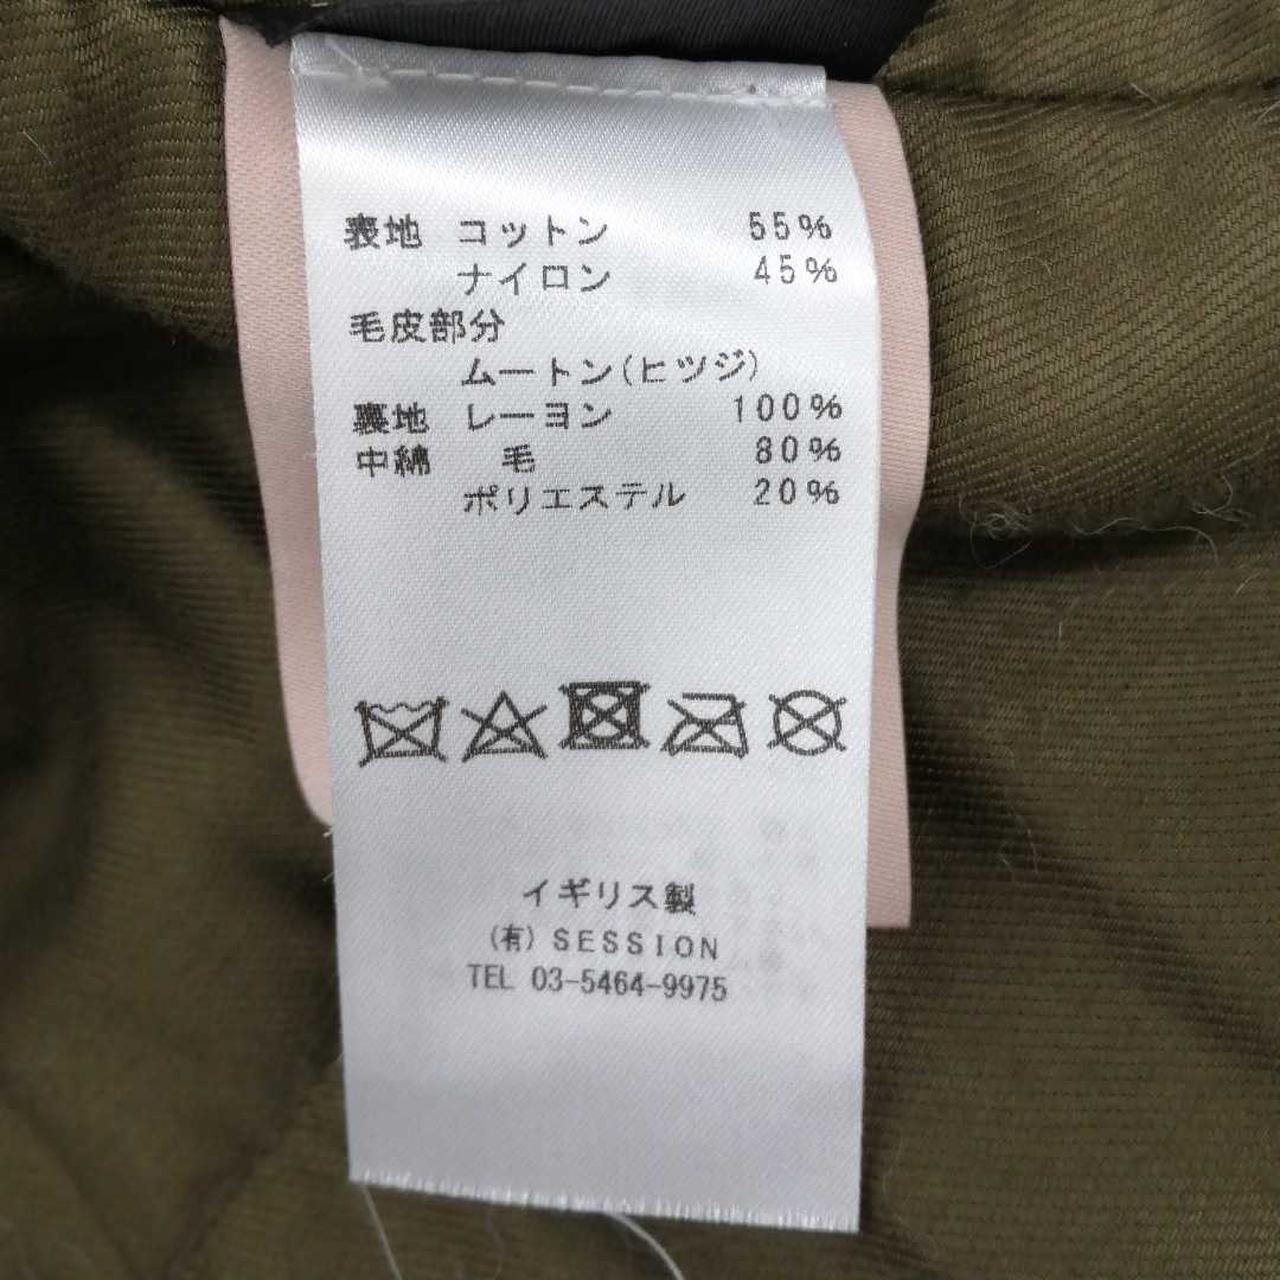 表地 コットン 55%
ナイロン 45%
毛皮部分
ムートン(ヒツジ)
裏地 レーヨン 100%
中綿 毛 80%
ポリエステル 20%
イギリス製
(有) SESSION
TEL 03-5464-9975